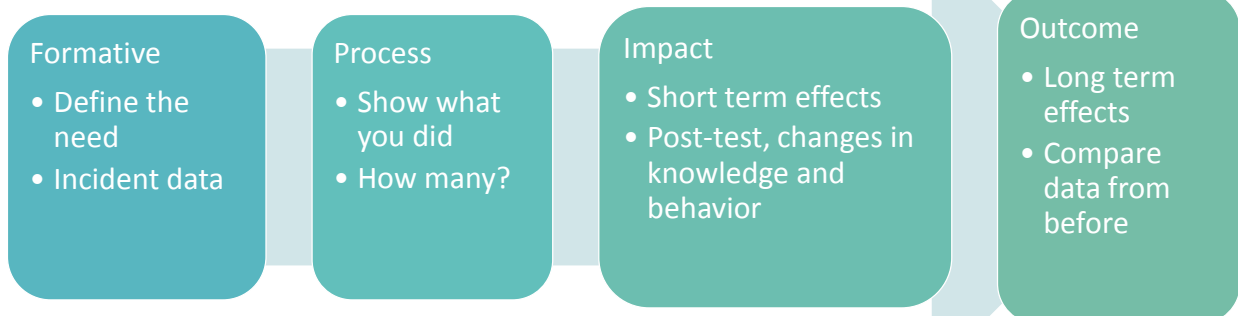 Formative
• Define the
need
• Incident data
Process
• Show what
you did
• How many?
Impact
• Short term effects
• Post-test, changes in
knowledge and
behavior
Outcome
• Long term
effects
• Compare
data from
before